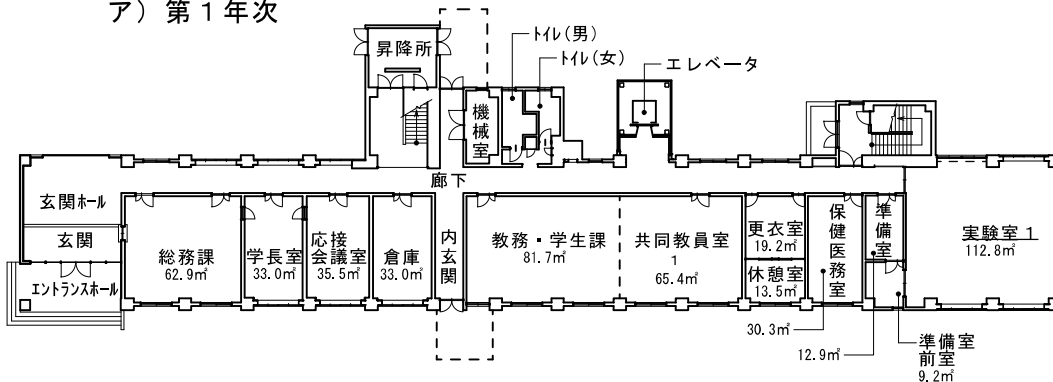 ア）第１年次
昇降所
ﾄｲﾚ(男)
ﾄｲﾚ(女)
エレベータ
機械室
廊下
玄関ﾎｰﾙ
玄関
ｴﾝﾄﾗﾝｽﾎｰﾙ
総務課
62.9㎡
学長室
33.0㎡
応接
会議室
35.5㎡
倉庫
33.0㎡
内玄関
教務・学生課
81.7㎡
共同教員室
1
65.4㎡
更衣室
19.2㎡
休憩室
13.5㎡
保健医務室
30.3㎡
準備室
12.9㎡
準備室
前室
9.2㎡
実験室1
112.8㎡